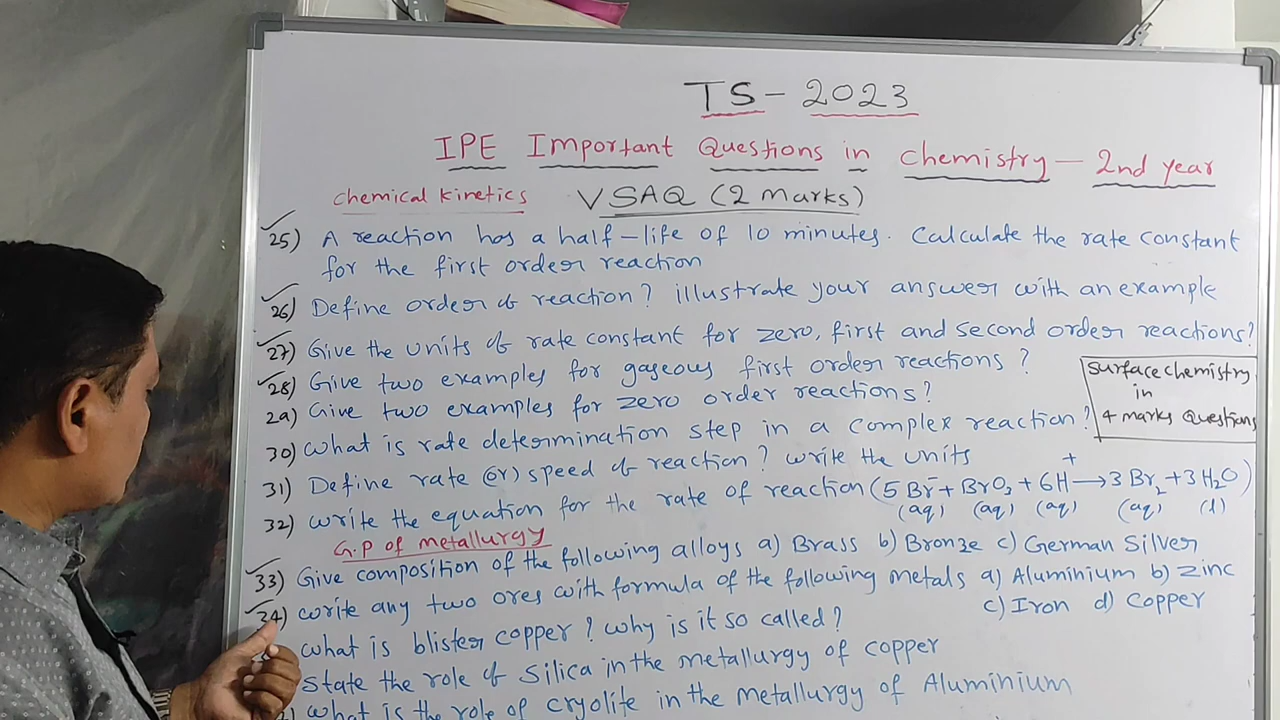 TS - 2023
IPE Important Questions in chemistry - 2nd year
chemical kinetics VSAQ (2 marks)
25) A reaction has a half-life of 10 minutes. Calculate the rate constant
for the first order reaction
26) Define order of reaction? illustrate your answer with an example
27) Give the units of rate constant for zero, first and second order reactions?
28) Give two examples for gaseous first order reactions?
29) Give two examples for zero order reactions?
30) what is rate determination step in a complex reaction?
surface chemistry
in
4 marks questions
31) Define rate (or) speed of reaction? write the units
32) write the equation for the rate of reaction (5 Br⁻ + BrO₃ + 6H⁺ → 3 Br₂ + 3H₂O)
(aq) (aq) (aq) (aq) (l)
G.P of metallurgy
33) Give composition of the following alloys a) Brass b) Bronze c) German Silver
34) write any two ores with formula of the following metals a) Aluminium b) zinc
c) Iron d) copper
what is blister copper? why is it so called?
state the role of silica in the metallurgy of copper
what is the role of cryolite in the metallurgy of Aluminium